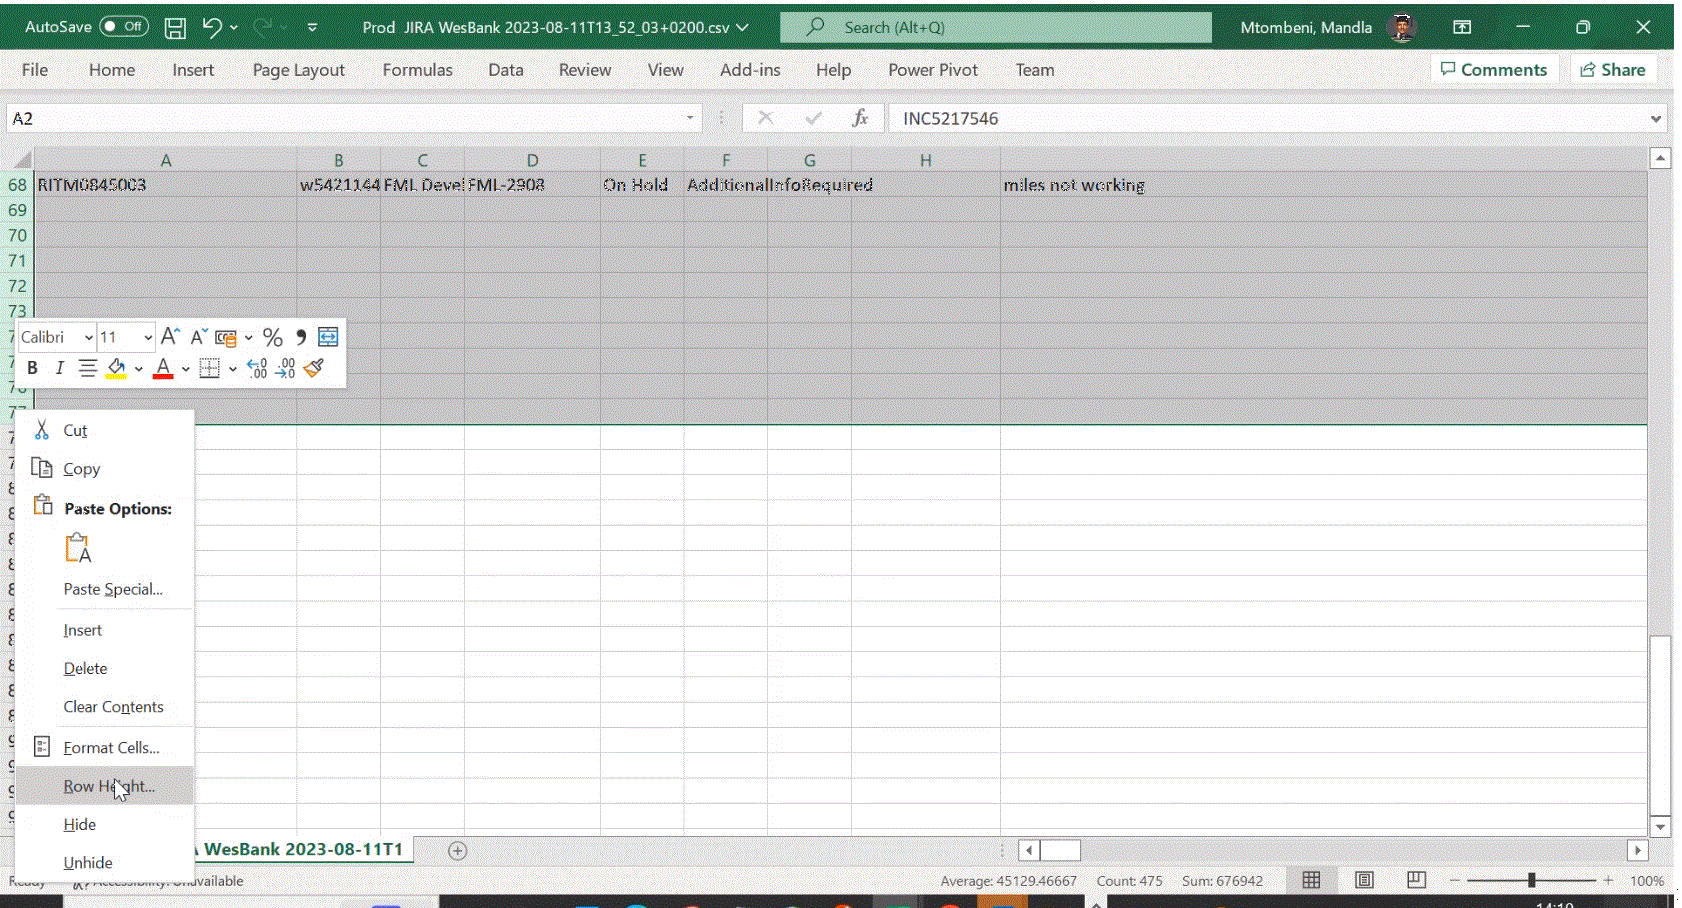 AutoSave Off Prod JIRA WesBank 2023-08-11T13_52_03+0200.csv Search (Alt+Q) Mtombeni, Mandla
File Home Insert Page Layout Formulas Data Review View Add-ins Help Power Pivot Team Comments Share
A2 fx INC5217546
A B C D E F G H
68 RITM0845003 w5421144 FML Devel FML-2908 On Hold AdditionalInfoRequired miles not working
69
70
71
72
73
Calibri 11 A A % ,
B I A .00 .00
Cut
Copy
Paste Options:
Paste Special...
Insert
Delete
Clear Contents
Format Cells...
Row Height...
Hide
WesBank 2023-08-11T1
Unhide
Average: 45129.46667 Count: 475 Sum: 676942 100%